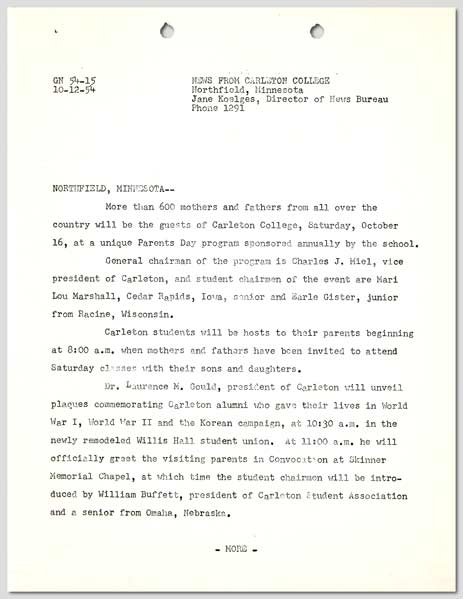 GN 54-15
10-12-54
NEWS FROM CARLETON COLLEGE
Northfield, Minnesota
Jane Koelges, Director of News Bureau
Phone 1291
NORTHFIELD, MINNESOTA--
More than 600 mothers and fathers from all over the
country will be the guests of Carleton College, Saturday, October
16, at a unique Parents Day program sponsored annually by the school.
General chairman of the program is Charles J. Miel, vice
president of Carleton, and student chairmen of the event are Mari
Lou Marshall, Cedar Rapids, Iowa, senior and Earle Gister, junior
from Racine, Wisconsin.
Carleton students will be hosts to their parents beginning
at 8:00 a.m. when mothers and fathers have been invited to attend
Saturday classes with their sons and daughters.
Dr. Laurence M. Gould, president of Carleton will unveil
plaques commemorating Carleton alumni who gave their lives in World
War I, World War II and the Korean campaign, at 10:30 a.m. in the
newly remodeled Willis Hall student union. At 11:00 a.m. he will
officially greet the visiting parents in Convocation at Skinner
Memorial Chapel, at which time the student chairmen will be intro-
duced by William Buffett, president of Carleton Student Association
and a senior from Omaha, Nebraska.
- MORE -